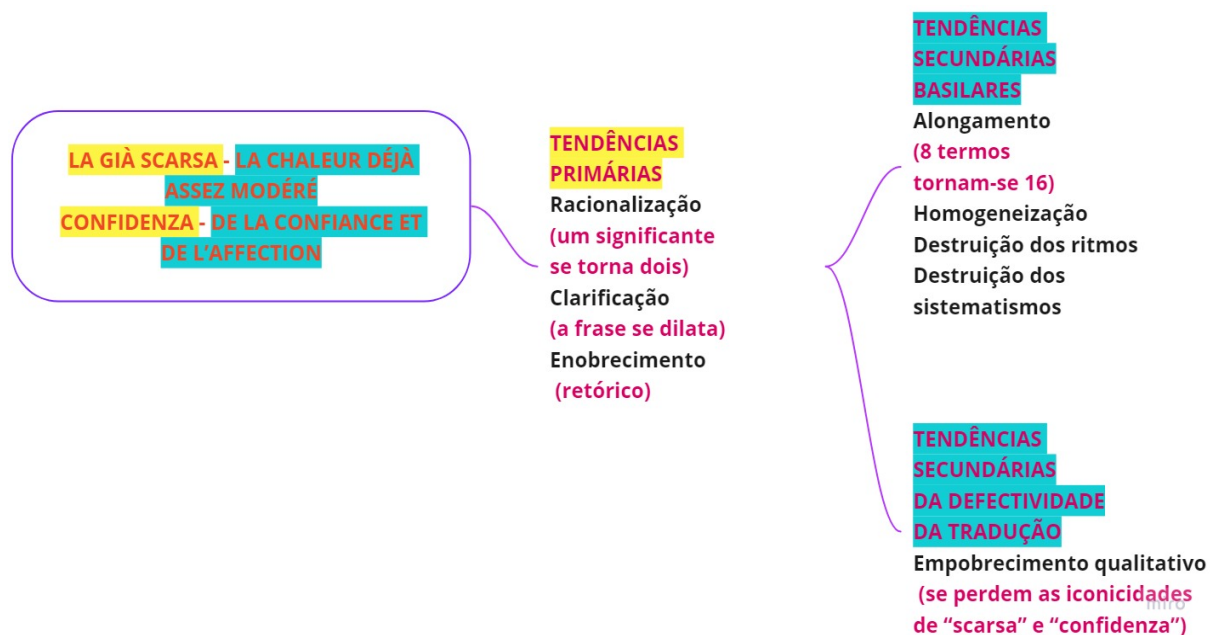 LA GIÀ SCARSA - LA CHALEUR DÉJÀ
ASSEZ MODÉRÉ
CONFIDENZA - DE LA CONFIANCE ET
DE L’AFFECTION
TENDÊNCIAS
PRIMÁRIAS
Racionalização
(um significante
se torna dois)
Clarificação
(a frase se dilata)
Enobrecimento
(retórico)
TENDÊNCIAS
SECUNDÁRIAS
BASILARES
Alongamento
(8 termos
tornam-se 16)
Homogeneização
Destruição dos ritmos
Destruição dos
sistematismos
TENDÊNCIAS
SECUNDÁRIAS
DA DEFECTIVIDADE
DA TRADUÇÃO
Empobrecimento qualitativo
(se perdem as iconicidades
de “scarsa” e “confidenza”)
miro